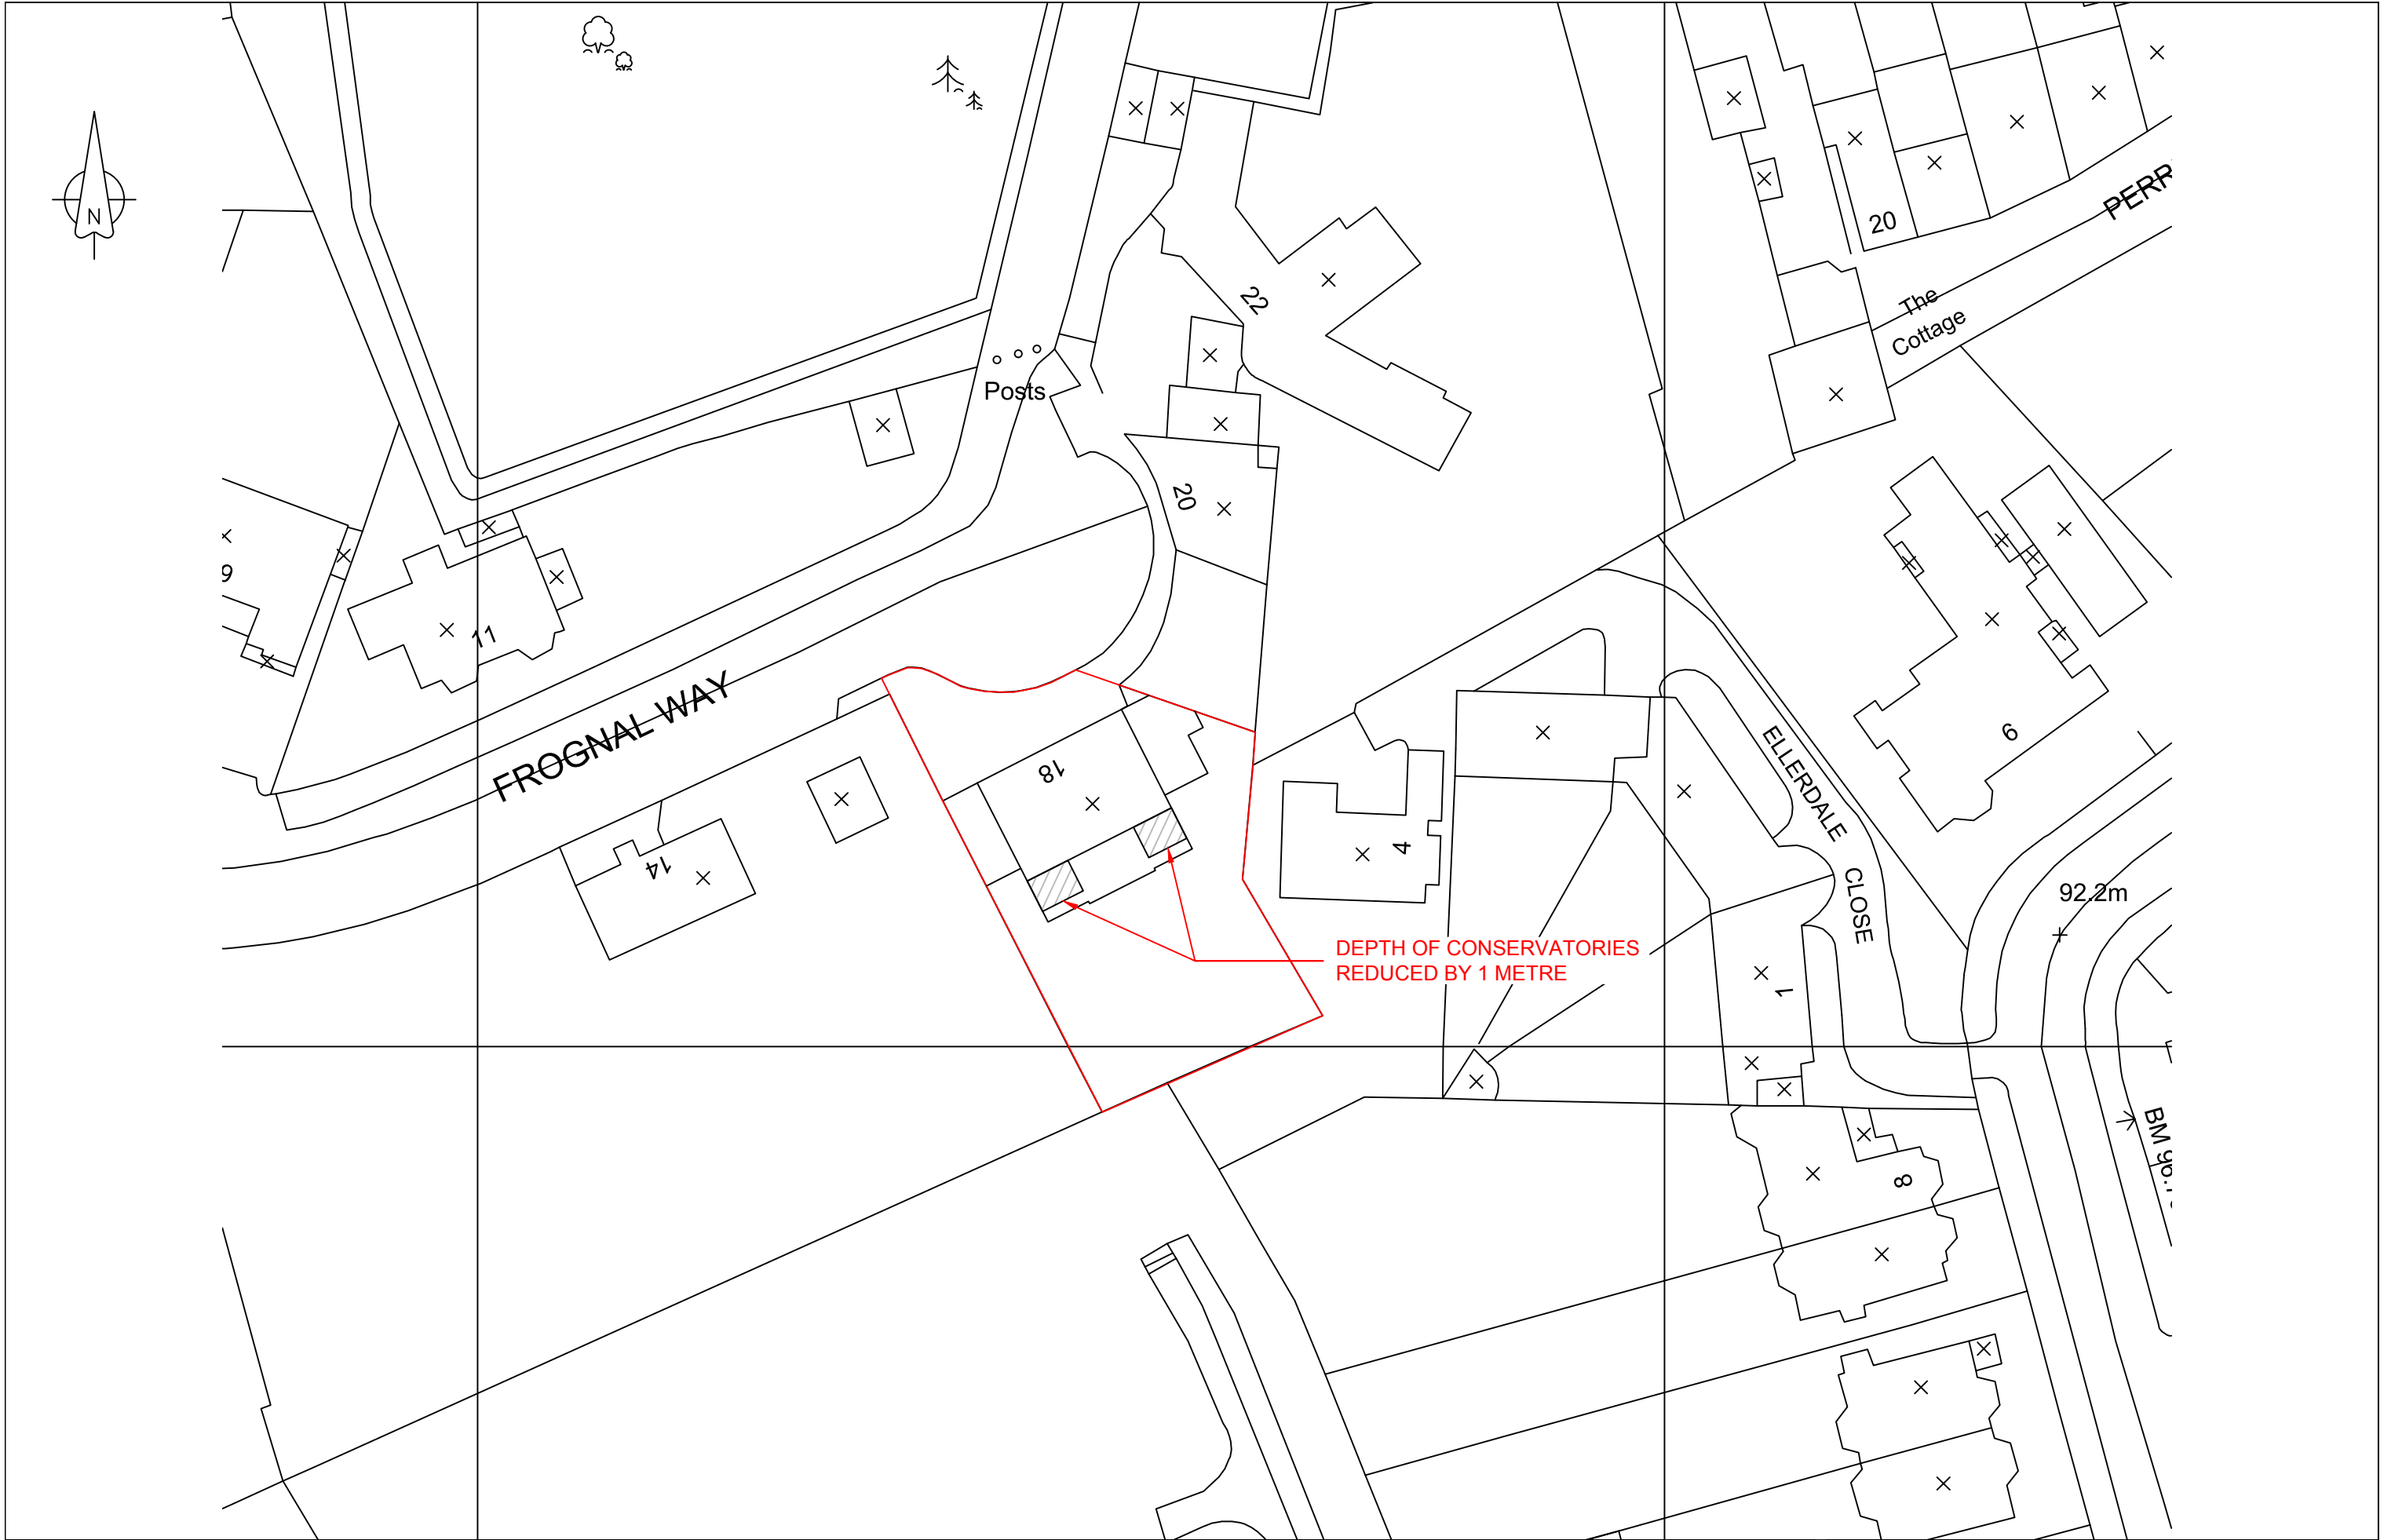 N
20
PERR
22
The
Cottage
Posts
20
9
11
FROGNAL WAY
18
14
4
ELLERDALE CLOSE
6
92.2m
DEPTH OF CONSERVATORIES
REDUCED BY 1 METRE
8